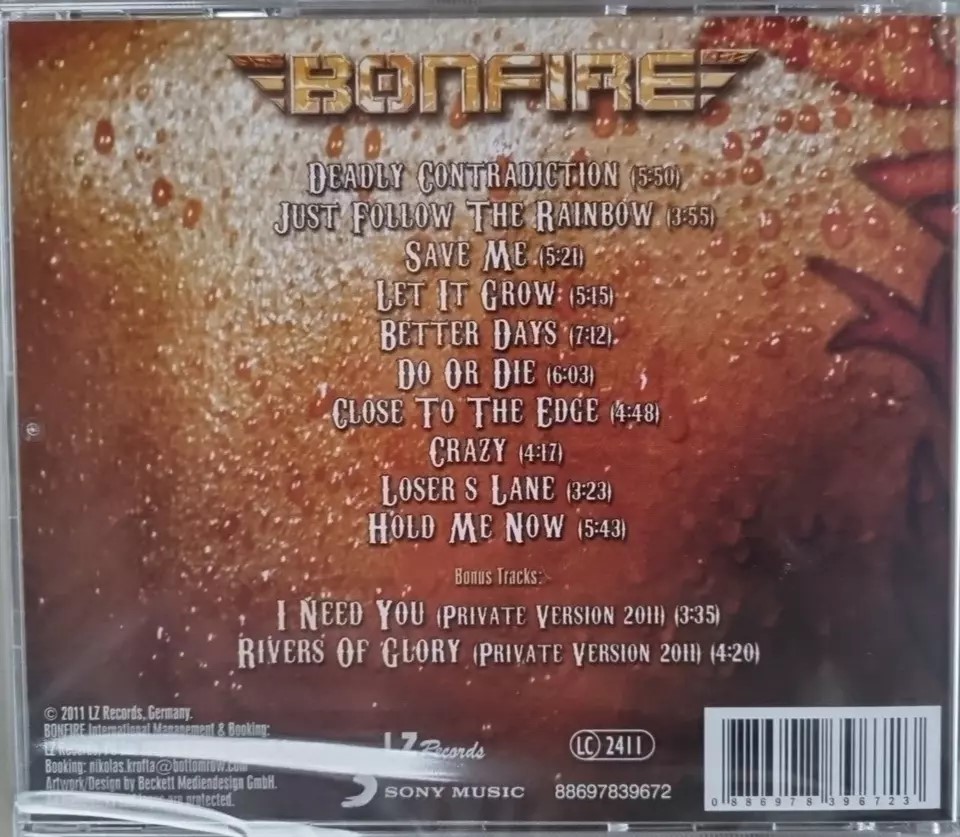 BONFIRE
DEADLY CONTRADICTION (5:50)
JUST FOLLOW THE RAINBOW (3:55)
SAVE ME (5:21)
LET IT GROW (5:15)
BETTER DAYS (7:12)
DO OR DIE (6:03)
CLOSE TO THE EDGE (4:48)
CRAZY (4:17)
LOSER S LANE (3:23)
HOLD ME NOW (5:43)
Bonus Tracks:
I NEED YOU (PRIVATE VERSION 2011) (3:35)
RIVERS OF GLORY (PRIVATE VERSION 2011) (4:20)
© 2011 LZ Records, Germany.
BONFIRE International Management & Booking:
LZ
Booking: nikolas.krofta@bottomrow.com
Artwork/Design by Beckett Mediendesign GmbH.
are protected.
LZ Records
SONY MUSIC
LC 2411
88697839672
0 886978 396723